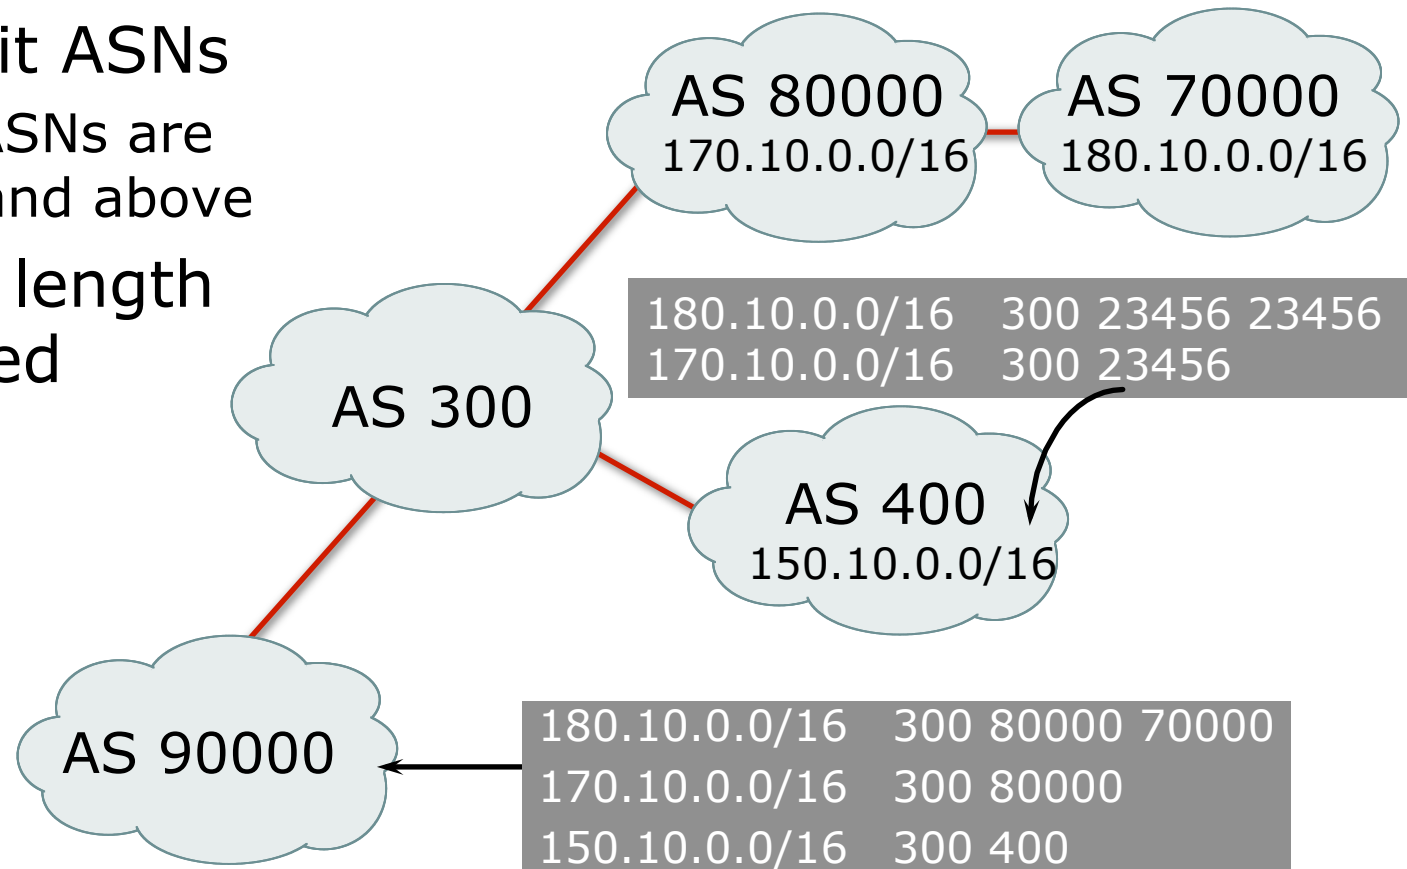 it ASNs
ASNs are
and above
length
ed
AS 80000
170.10.0.0/16
AS 70000
180.10.0.0/16
180.10.0.0/16 300 23456 23456
170.10.0.0/16 300 23456
AS 300
AS 400
150.10.0.0/16
AS 90000
180.10.0.0/16 300 80000 70000
170.10.0.0/16 300 80000
150.10.0.0/16 300 400